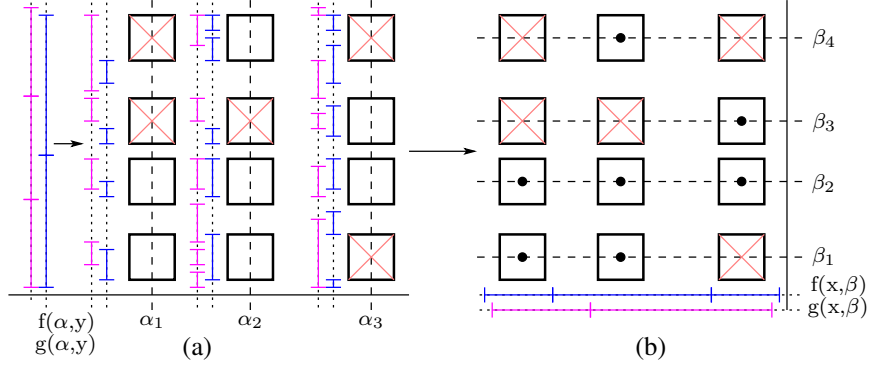 β₄
β₃
β₂
β₁
f(x,β)
g(x,β)
f(α,y)
g(α,y)
α₁
α₂
α₃
(a)
(b)